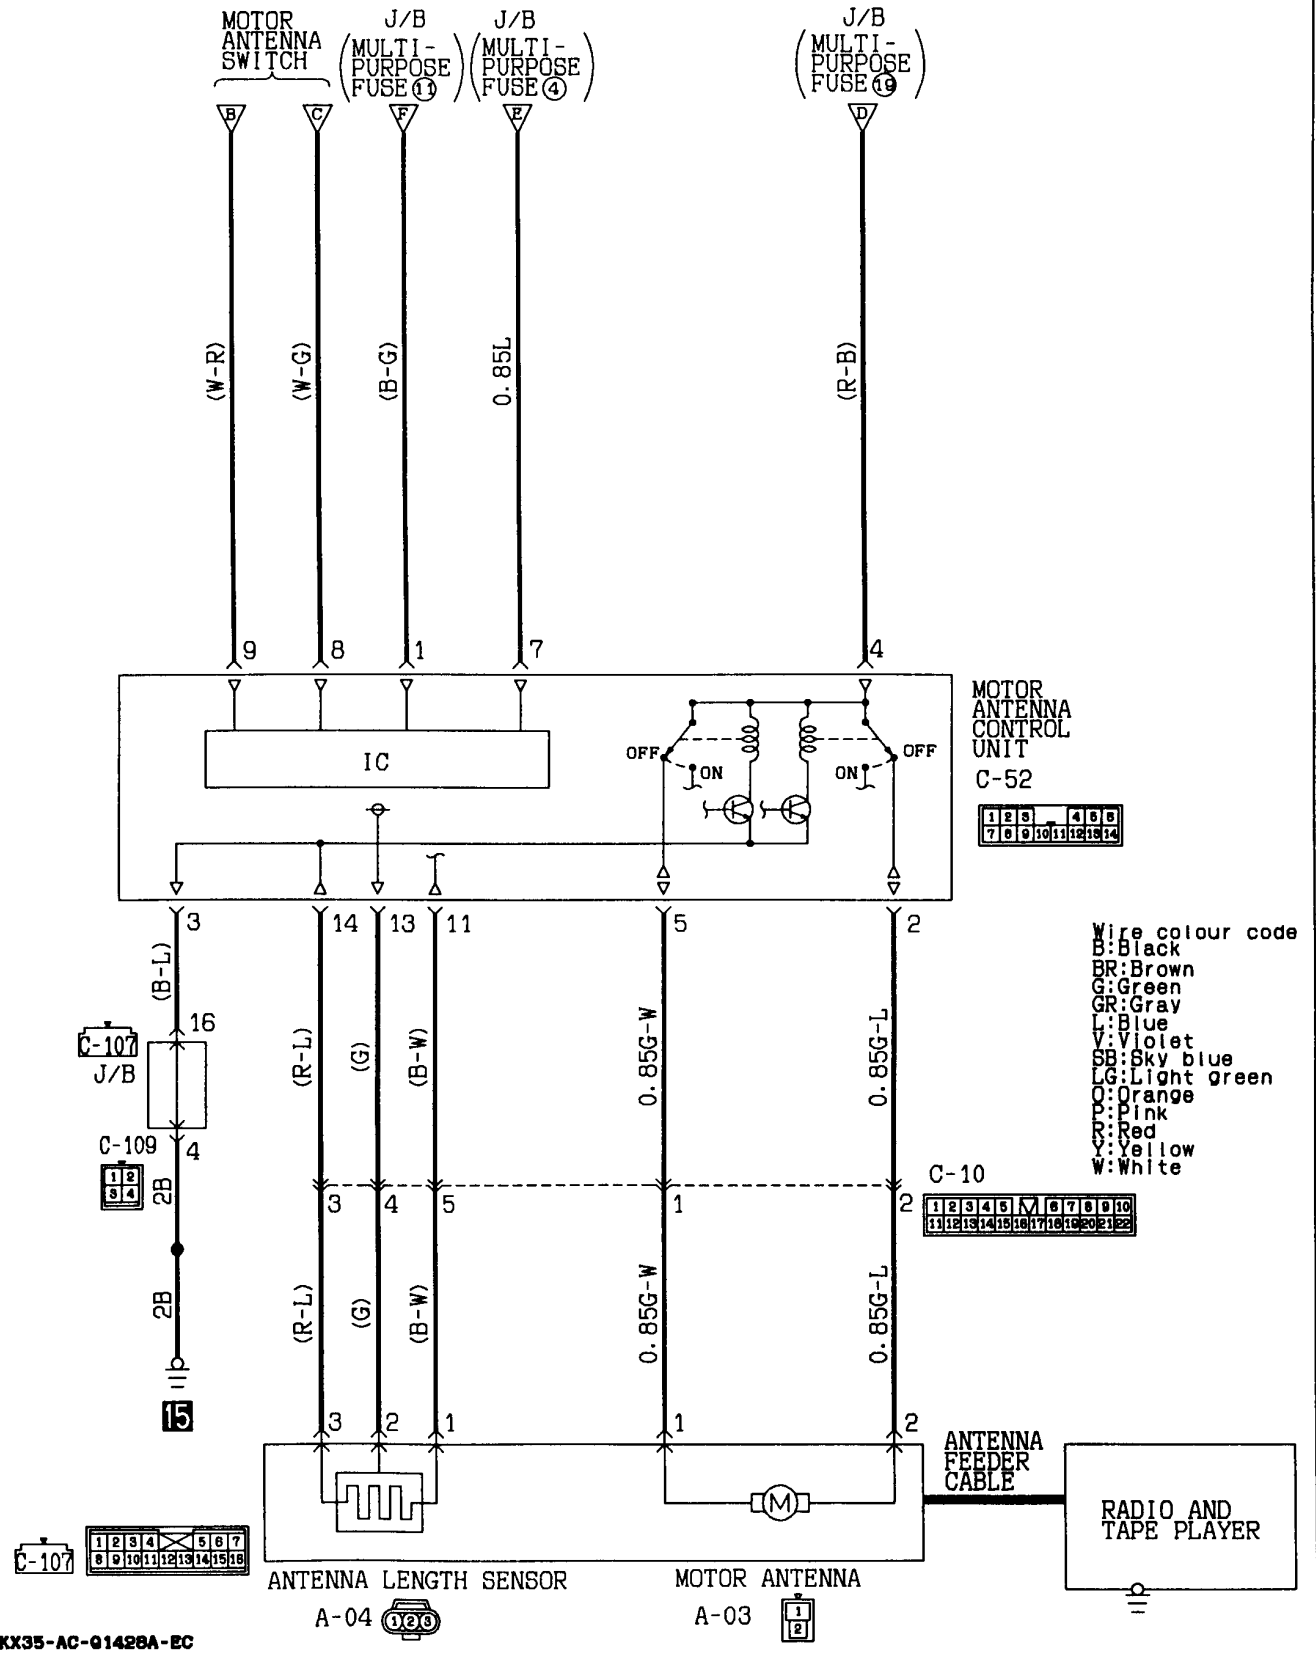 MOTOR
ANTENNA
SWITCH
J/B
(MULTI-
PURPOSE
FUSE ⑪)
J/B
(MULTI-
PURPOSE
FUSE ④)
J/B
(MULTI-
PURPOSE
FUSE ⑲)
B
C
F
E
D
(W-R)
(W-G)
(B-G)
0.85L
(R-B)
9
8
1
7
4
IC
OFF
ON
ON
OFF
MOTOR
ANTENNA
CONTROL
UNIT
C-52
1 2 3 4 5 6
7 8 9 10 11 12 13 14
3
14
13
11
5
2
(B-L)
(R-L)
(G)
(B-W)
0.85G-W
0.85G-L
Wire colour code
B:Black
BR:Brown
G:Green
GR:Gray
L:Blue
V:Violet
SB:Sky blue
LG:Light green
O:Orange
P:Pink
R:Red
Y:Yellow
W:White
C-107
16
J/B
C-109
4
1 2
3 4
2B
3
4
5
1
2
C-10
1 2 3 4 5 6 7 8 9 10
11 12 13 14 15 16 17 18 19 20 21 22
2B
(R-L)
(G)
(B-W)
0.85G-W
0.85G-L
15
3
2
1
1
2
M
ANTENNA
FEEDER
CABLE
RADIO AND
TAPE PLAYER
C-107
1 2 3 4 5 6 7
8 9 10 11 12 13 14 15 16
ANTENNA LENGTH SENSOR
A-04
1 2 3
MOTOR ANTENNA
A-03
1
2
KX35-AC-Q1428A-EC